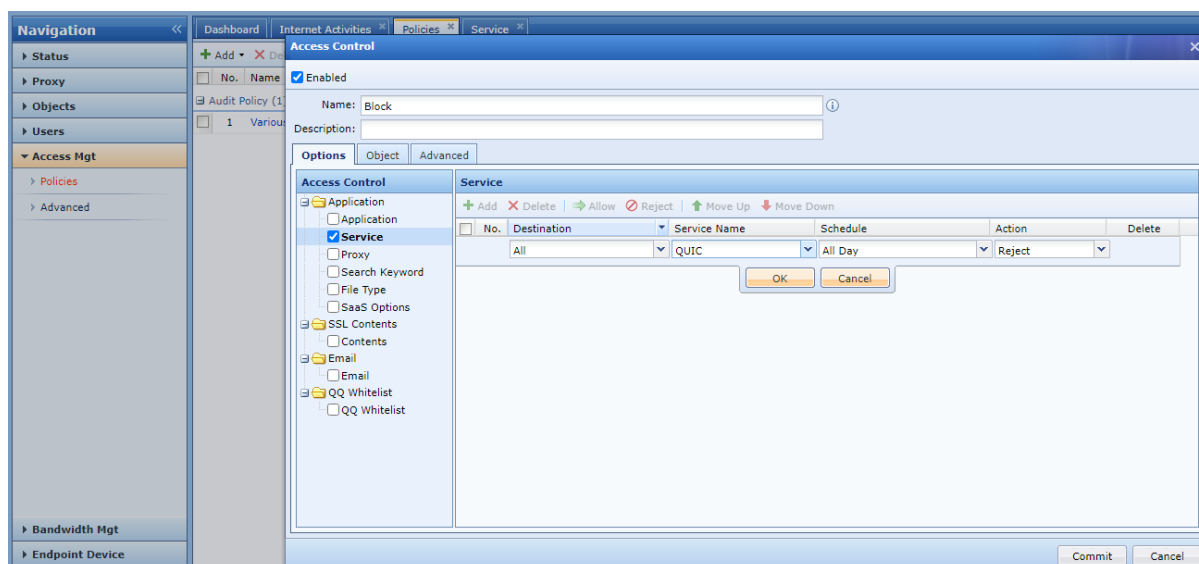 Navigation
Status
Proxy
Objects
Users
Access Mgt
Policies
Advanced
Bandwidth Mgt
Endpoint Device
Dashboard Internet Activities Policies Service
Add
No. Name
Audit Policy (1)
1
Access Control
Enabled
Name: Block
Description:
Options Object Advanced
Access Control
Application
Application
Service
Proxy
Search Keyword
File Type
SaaS Options
SSL Contents
Contents
Email
Email
QQ Whitelist
QQ Whitelist
Service
Add Delete Allow Reject Move Up Move Down
No. Destination Service Name Schedule Action Delete
All QUIC All Day Reject
OK Cancel
Commit Cancel